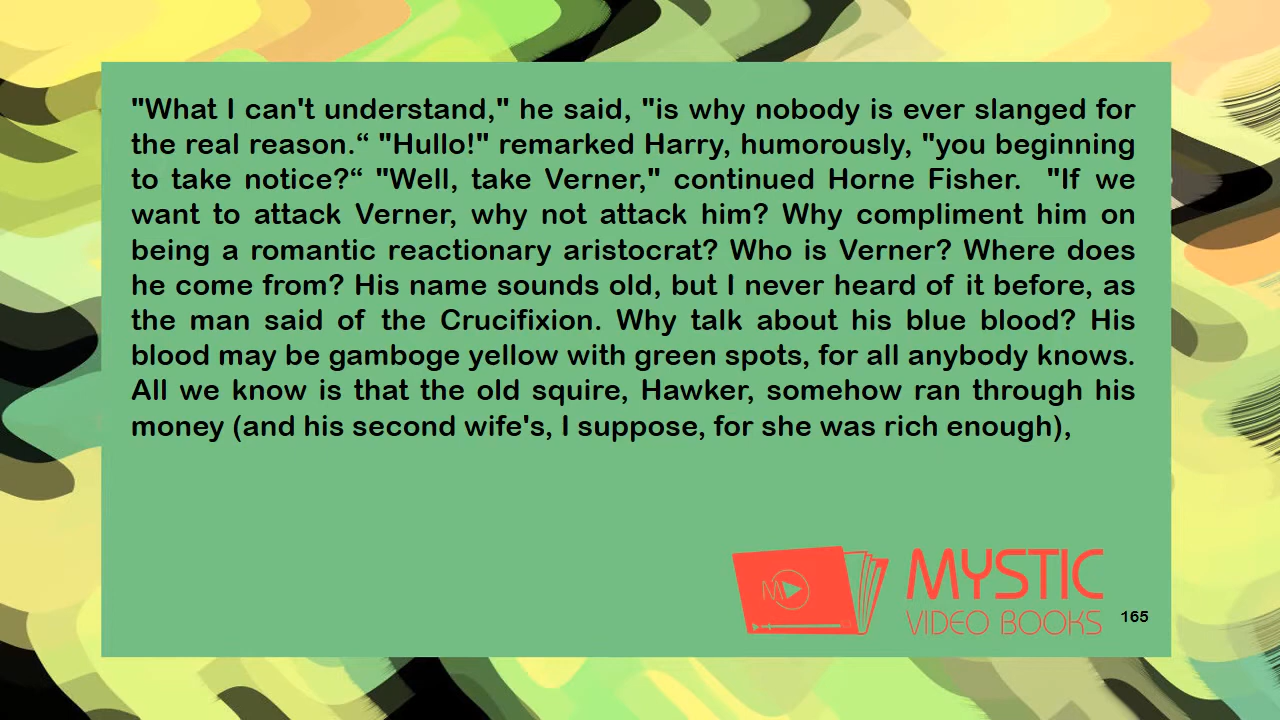 "What I can't understand," he said, "is why nobody is ever slanged for
the real reason.“ "Hullo!" remarked Harry, humorously, "you beginning
to take notice?“ "Well, take Verner," continued Horne Fisher.  "If we
want to attack Verner, why not attack him? Why compliment him on
being a romantic reactionary aristocrat? Who is Verner? Where does
he come from? His name sounds old, but I never heard of it before, as
the man said of the Crucifixion. Why talk about his blue blood? His
blood may be gamboge yellow with green spots, for all anybody knows.
All we know is that the old squire, Hawker, somehow ran through his
money (and his second wife's, I suppose, for she was rich enough),
M
MYSTIC
VIDEO BOOKS
165